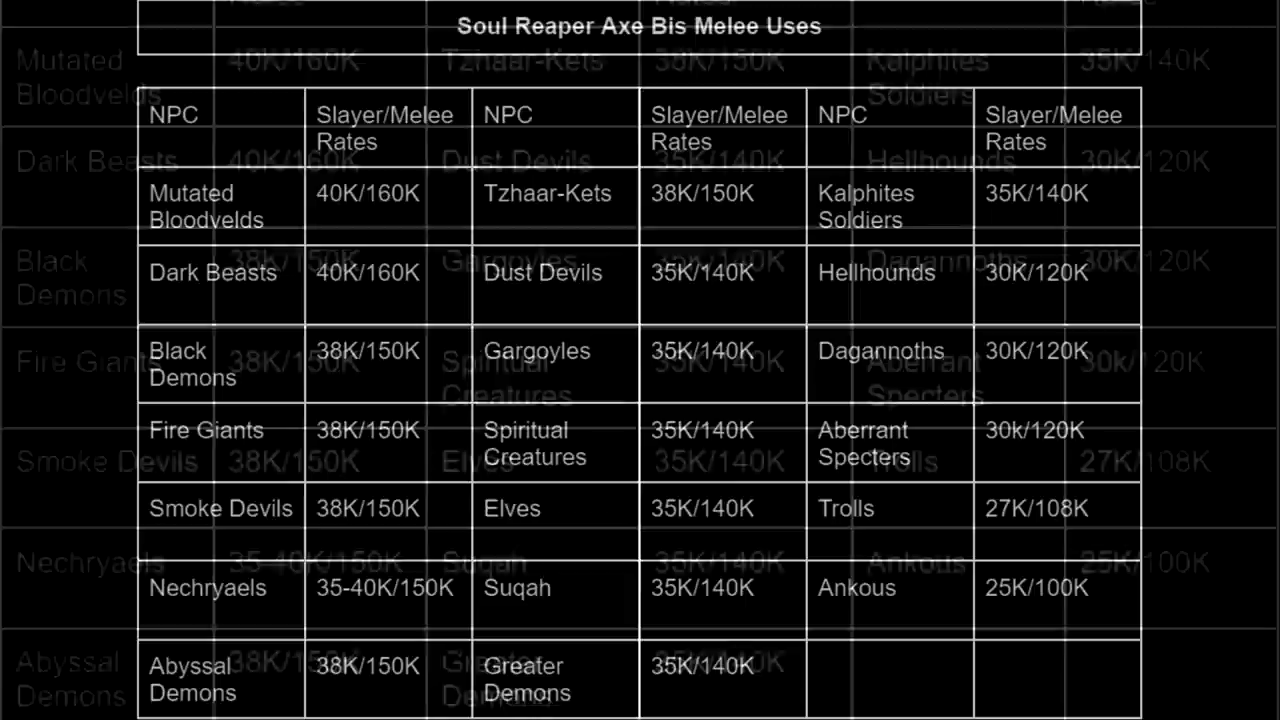 Soul Reaper Axe Bis Melee Uses
NPC
Slayer/Melee
Rates
NPC
Slayer/Melee
Rates
NPC
Slayer/Melee
Rates
Mutated
Bloodvelds
40K/160K
Tzhaar-Kets
38K/150K
Kalphites
Soldiers
35K/140K
Dark Beasts
40K/160K
Dust Devils
35K/140K
Hellhounds
30K/120K
Black
Demons
38K/150K
Gargoyles
35K/140K
Dagannoths
30K/120K
Fire Giants
38K/150K
Spiritual
Creatures
35K/140K
Aberrant
Specters
30k/120K
Smoke Devils
38K/150K
Elves
35K/140K
Trolls
27K/108K
Nechryaels
35-40K/150K
Suqah
35K/140K
Ankous
25K/100K
Abyssal
Demons
38K/150K
Greater
Demons
35K/140K